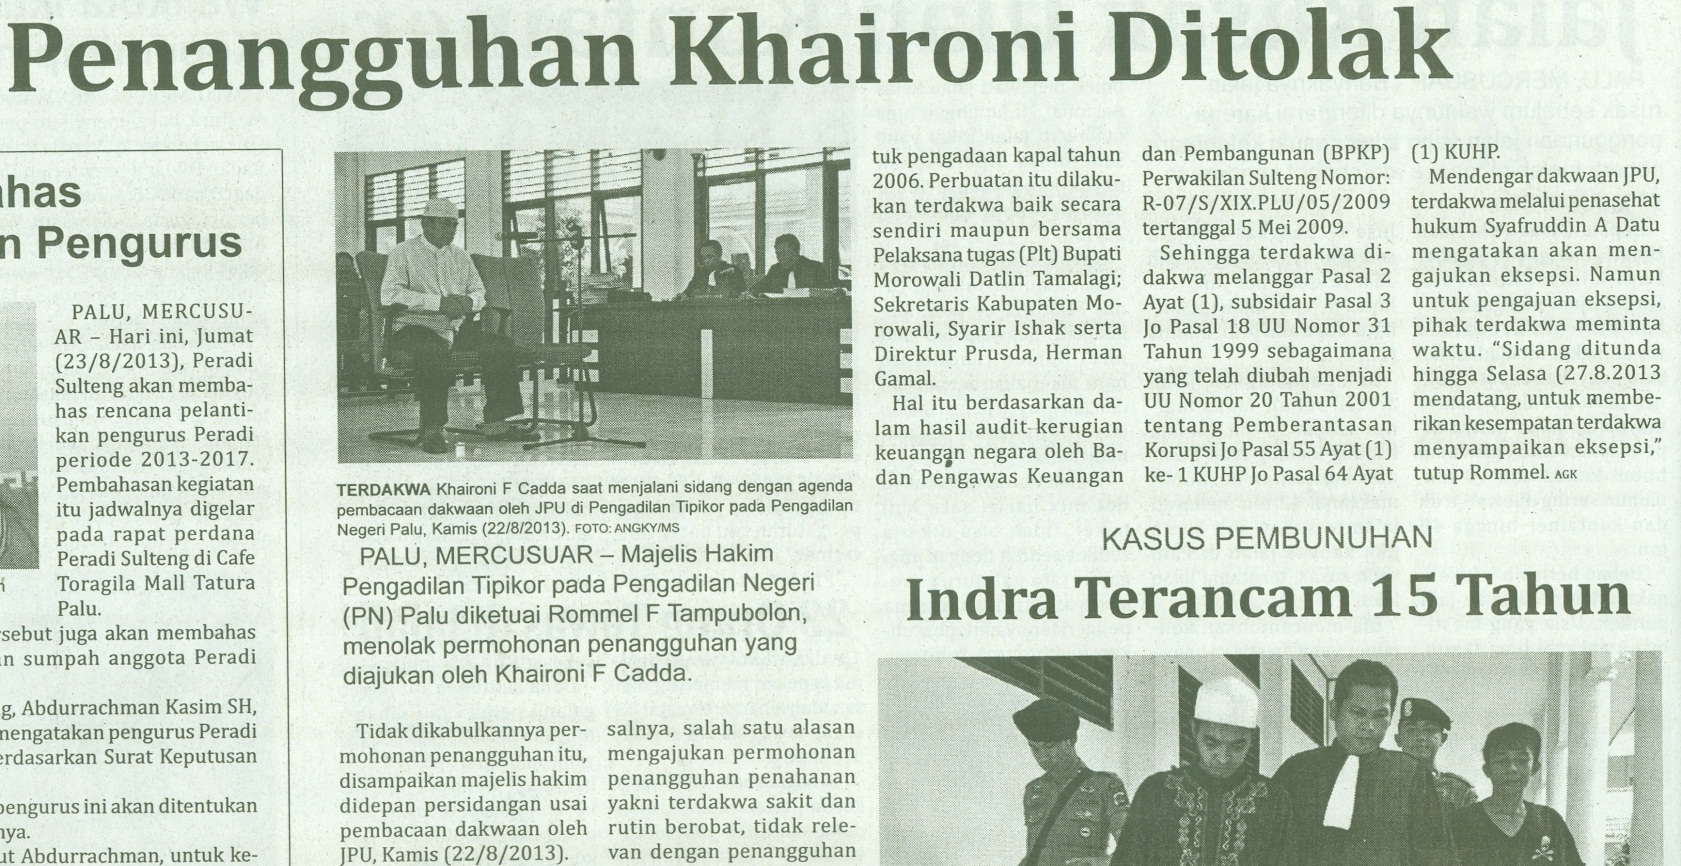 Penangguhan Khaironi Ditolak
ahas
n Pengurus
PALU, MERCUSU-
AR – Hari ini, Jumat
(23/8/2013), Peradi
Sulteng akan memba-
has rencana pelanti-
kan pengurus Peradi
periode 2013-2017.
Pembahasan kegiatan
itu jadwalnya digelar
pada rapat perdana
Peradi Sulteng di Cafe
Toragila Mall Tatura
Palu.
rsebut juga akan membahas
an sumpah anggota Peradi
g, Abdurrachman Kasim SH,
mengatakan pengurus Peradi
erdasarkan Surat Keputusan
pengurus ini akan ditentukan
nya.
ut Abdurrachman, untuk ke-
TERDAKWA Khaironi F Cadda saat menjalani sidang dengan agenda
pembacaan dakwaan oleh JPU di Pengadilan Tipikor pada Pengadilan
Negeri Palu, Kamis (22/8/2013). FOTO: ANGKY/MS
PALU, MERCUSUAR – Majelis Hakim
Pengadilan Tipikor pada Pengadilan Negeri
(PN) Palu diketuai Rommel F Tampubolon,
menolak permohonan penangguhan yang
diajukan oleh Khaironi F Cadda.
Tidak dikabulkannya per-
mohonan penangguhan itu,
disampaikan majelis hakim
didepan persidangan usai
pembacaan dakwaan oleh
JPU, Kamis (22/8/2013).
salnya, salah satu alasan
mengajukan permohonan
penangguhan penahanan
yakni terdakwa sakit dan
rutin berobat, tidak rele-
van dengan penangguhan
tuk pengadaan kapal tahun
2006. Perbuatan itu dilaku-
kan terdakwa baik secara
sendiri maupun bersama
Pelaksana tugas (Plt) Bupati
Morowali Datlin Tamalagi;
Sekretaris Kabupaten Mo-
rowali, Syarir Ishak serta
Direktur Prusda, Herman
Gamal.
Hal itu berdasarkan da-
lam hasil audit kerugian
keuangan negara oleh Ba-
dan Pengawas Keuangan
dan Pembangunan (BPKP)
Perwakilan Sulteng Nomor:
R-07/S/XIX.PLU/05/2009
tertanggal 5 Mei 2009.
Sehingga terdakwa di-
dakwa melanggar Pasal 2
Ayat (1), subsidair Pasal 3
Jo Pasal 18 UU Nomor 31
Tahun 1999 sebagaimana
yang telah diubah menjadi
UU Nomor 20 Tahun 2001
tentang Pemberantasan
Korupsi Jo Pasal 55 Ayat (1)
ke- 1 KUHP Jo Pasal 64 Ayat
(1) KUHP.
Mendengar dakwaan JPU,
terdakwa melalui penasehat
hukum Syafruddin A Datu
mengatakan akan men-
gajukan eksepsi. Namun
untuk pengajuan eksepsi,
pihak terdakwa meminta
waktu. “Sidang ditunda
hingga Selasa (27.8.2013
mendatang, untuk membe-
rikan kesempatan terdakwa
menyampaikan eksepsi,”
tutup Rommel. AGK
KASUS PEMBUNUHAN
Indra Terancam 15 Tahun